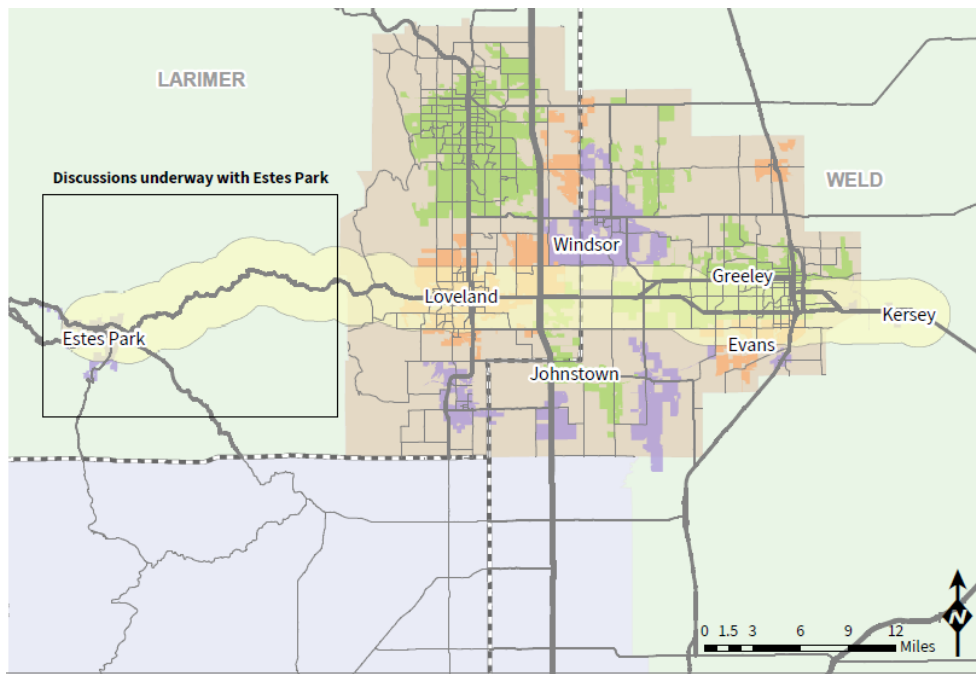 LARIMER
Discussions underway with Estes Park
WELD
Windsor
Greeley
Loveland
Kersey
Estes Park
Evans
Johnstown
0 1.5 3 6 9 12
Miles
N